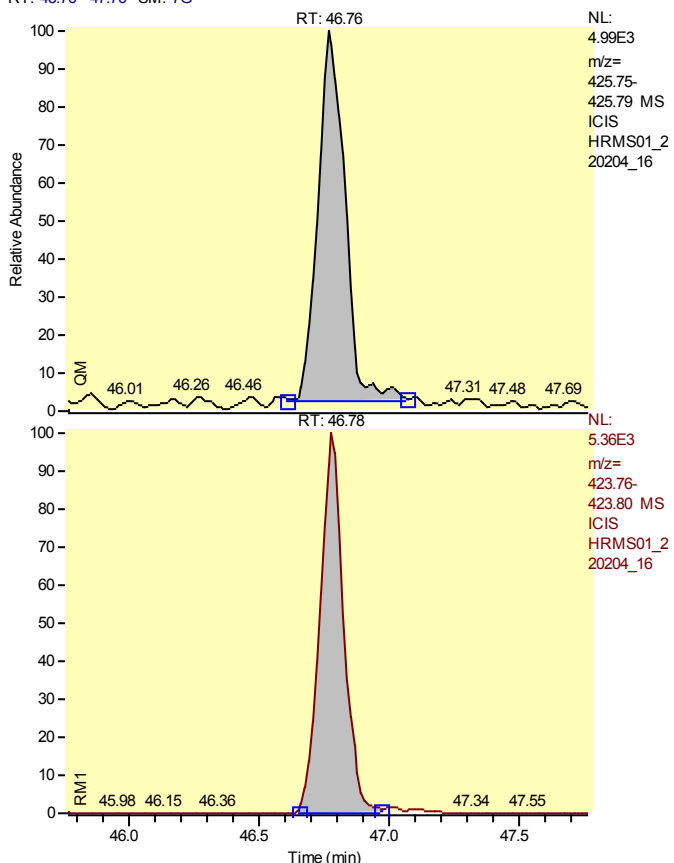 RT: 46.76
NL:
4.99E3
m/z=
425.75-
425.79 MS
ICIS
HRMS01_2
20204_16
100
90
80
70
60
50
40
30
20
10
0
Relative Abundance
QM
46.01 46.26 46.46 47.31 47.48 47.69
RT: 46.78
NL:
5.36E3
m/z=
423.76-
423.80 MS
ICIS
HRMS01_2
20204_16
100
90
80
70
60
50
40
30
20
10
0
RM1
45.98 46.15 46.36 47.34 47.55
46.0 46.5 47.0 47.5
Time (min)